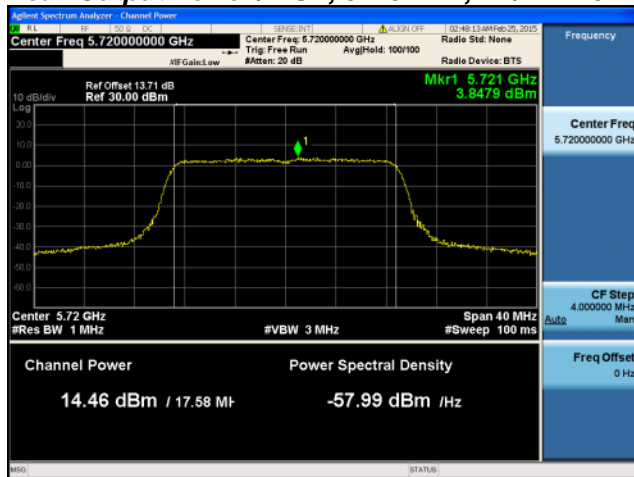 Agilent Spectrum Analyzer - Channel Power
RL RF 50 Ω DC SENSE:INT ALIGN OFF 02:48:13 AM Feb 25, 2015
Center Freq 5.720000000 GHz
Center Freq: 5.720000000 GHz Radio Std: None
Trig: Free Run Avg|Hold: 100/100
#IFGain:Low #Atten: 20 dB Radio Device: BTS
Frequency
Ref Offset 13.71 dB Mkr1 5.721 GHz
10 dB/div Ref 30.00 dBm 3.8479 dBm
Log
20.0
10.0
0.00
-10.0
-20.0
-30.0
-40.0
-50.0
-60.0
1
Center 5.72 GHz Span 40 MHz
#Res BW 1 MHz #VBW 3 MHz #Sweep 100 ms
Channel Power Power Spectral Density
14.46 dBm / 17.58 MH -57.99 dBm /Hz
Center Freq
5.720000000 GHz
CF Step
4.000000 MHz
Auto Man
Freq Offset
0 Hz
MSG STATUS